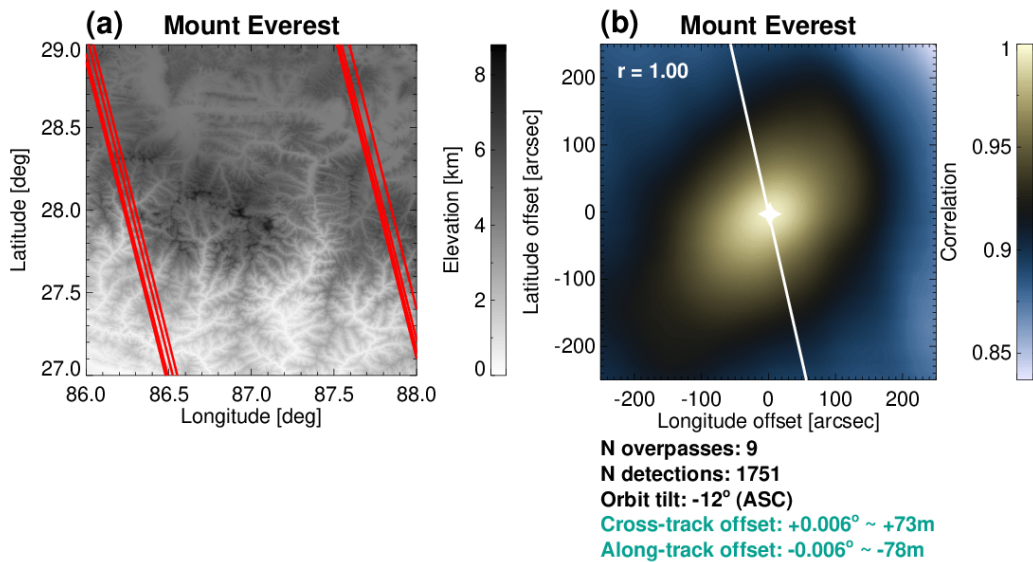 (a) Mount Everest
29.0
28.5
28.0
27.5
27.0
Latitude [deg]
86.0 86.5 87.0 87.5 88.0
Longitude [deg]
8
6
4
2
0
Elevation [km]
(b) Mount Everest
r = 1.00
200
100
0
-100
-200
Latitude offset [arcsec]
-200 -100 0 100 200
Longitude offset [arcsec]
1
0.95
0.9
0.85
Correlation
N overpasses: 9
N detections: 1751
Orbit tilt: -12° (ASC)
Cross-track offset: +0.006° ~ +73m
Along-track offset: -0.006° ~ -78m